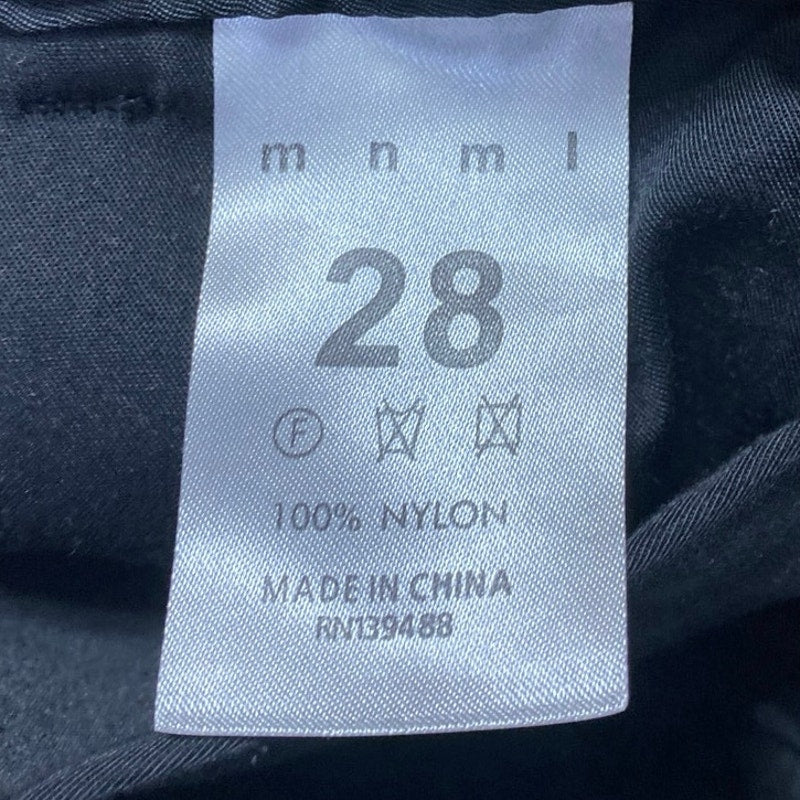 m n m l
28
F
100% NYLON
MADE IN CHINA
RN139488